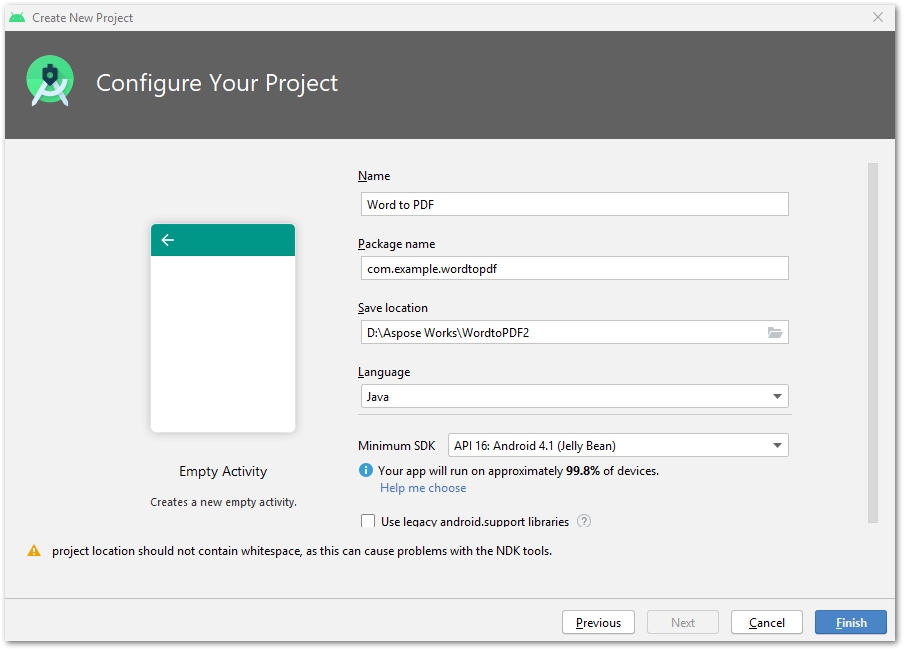 Create New Project
Configure Your Project
Name
Word to PDF
Package name
com.example.wordtopdf
Save location
D:\Aspose Works\WordtoPDF2
Language
Java
Minimum SDK
API 16: Android 4.1 (Jelly Bean)
Your app will run on approximately 99.8% of devices.
Help me choose
Use legacy android.support libraries ?
Empty Activity
Creates a new empty activity.
project location should not contain whitespace, as this can cause problems with the NDK tools.
Previous
Next
Cancel
Finish